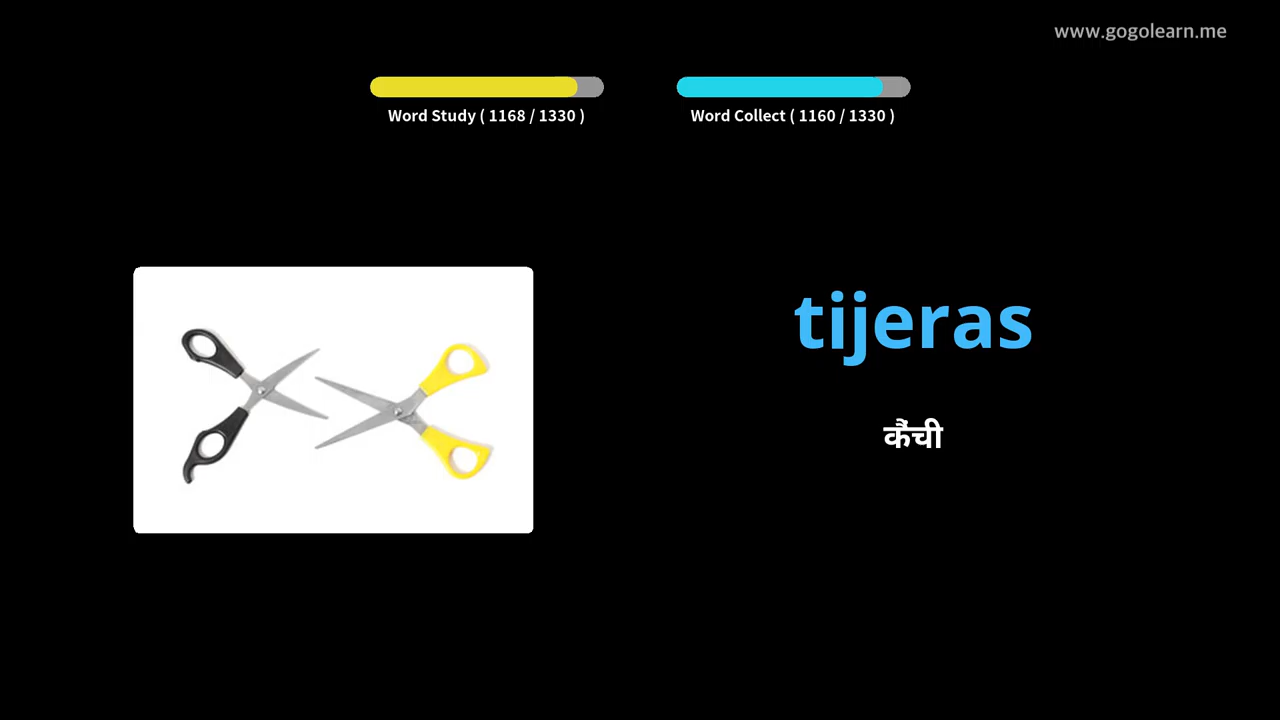 www.gogolearn.me
Word Study ( 1168 / 1330 )
Word Collect ( 1160 / 1330 )
tijeras
कैंची